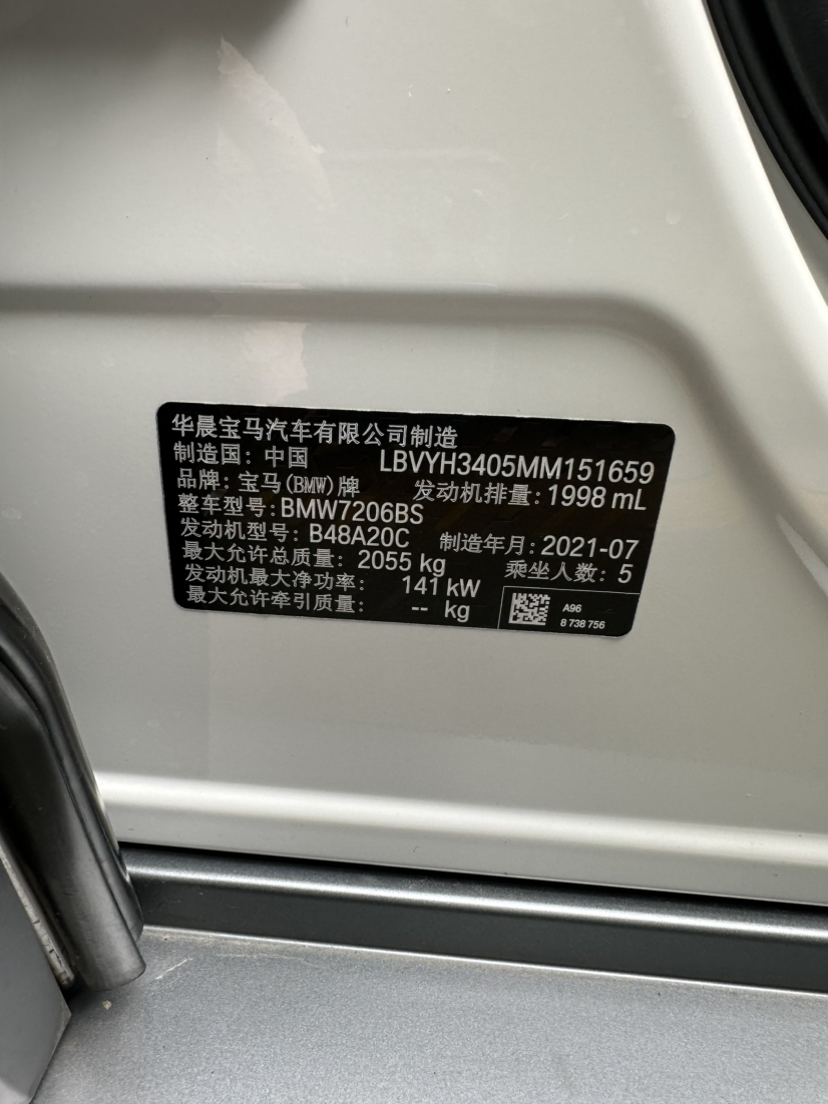 华晨宝马汽车有限公司制造
制造国: 中国 LBVYH3405MM151659
品牌: 宝马(BMW)牌 发动机排量: 1998 mL
整车型号: BMW7206BS
发动机型号: B48A20C 制造年月: 2021-07
最大允许总质量: 2055 kg 乘坐人数: 5
发动机最大净功率: 141 kW
最大允许牵引质量: -- kg
A96
8 738 756